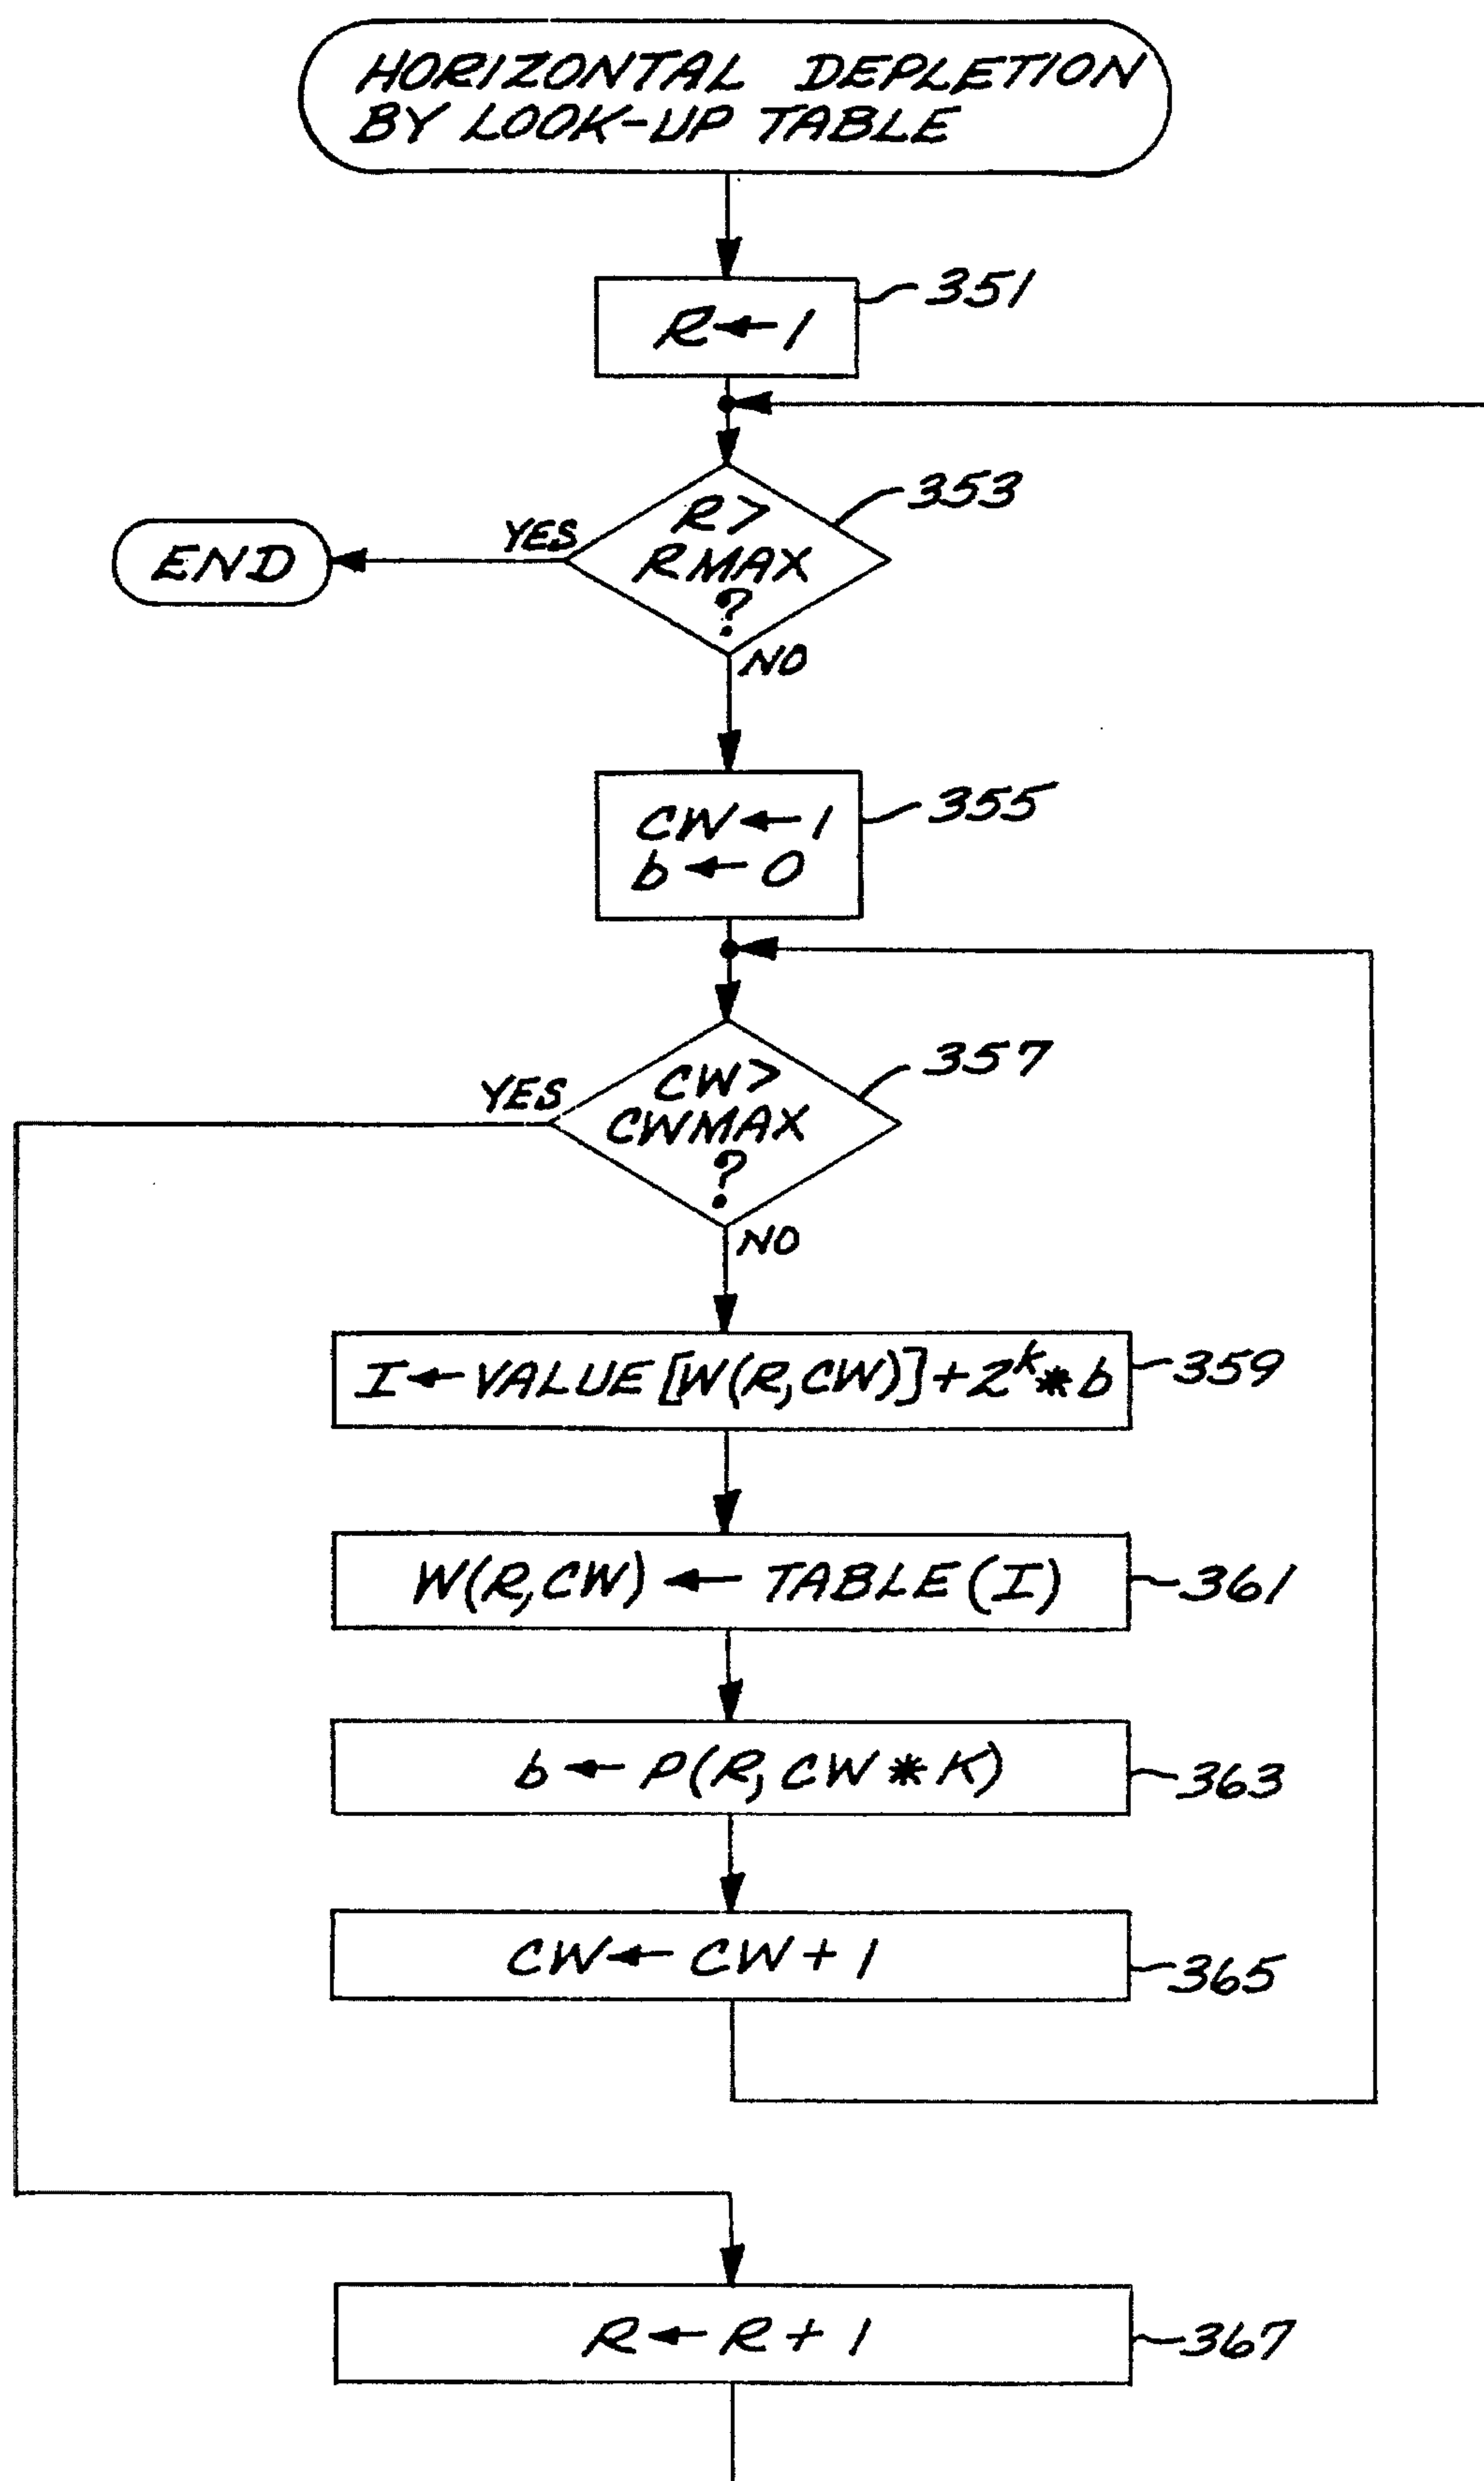 HORIZONTAL DEPLETION
BY LOOK-UP TABLE
R←1
351
R>
RMAX
?
353
YES
END
NO
CW←1
b←0
355
CW>
CWMAX
?
357
YES
NO
I←VALUE[W(R,CW)]+2^k*b
359
W(R,CW)←TABLE(I)
361
b←P(R,CW*K)
363
CW←CW+1
365
R←R+1
367